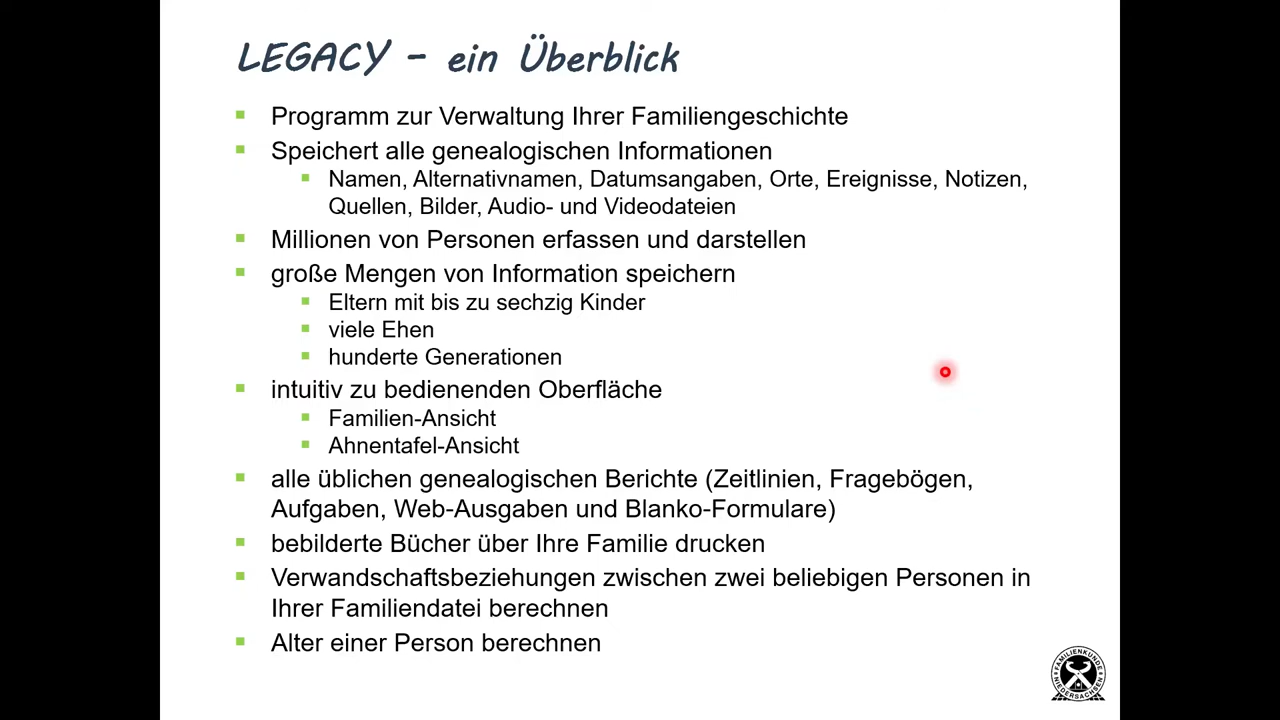 LEGACY – ein Überblick
Programm zur Verwaltung Ihrer Familiengeschichte
Speichert alle genealogischen Informationen
Namen, Alternativnamen, Datumsangaben, Orte, Ereignisse, Notizen,
Quellen, Bilder, Audio- und Videodateien
Millionen von Personen erfassen und darstellen
große Mengen von Information speichern
Eltern mit bis zu sechzig Kinder
viele Ehen
hunderte Generationen
intuitiv zu bedienenden Oberfläche
Familien-Ansicht
Ahnentafel-Ansicht
alle üblichen genealogischen Berichte (Zeitlinien, Fragebögen,
Aufgaben, Web-Ausgaben und Blanko-Formulare)
bebilderte Bücher über Ihre Familie drucken
Verwandschaftsbeziehungen zwischen zwei beliebigen Personen in
Ihrer Familiendatei berechnen
Alter einer Person berechnen
FAMILIENKUNDE
NIEDERSACHSEN